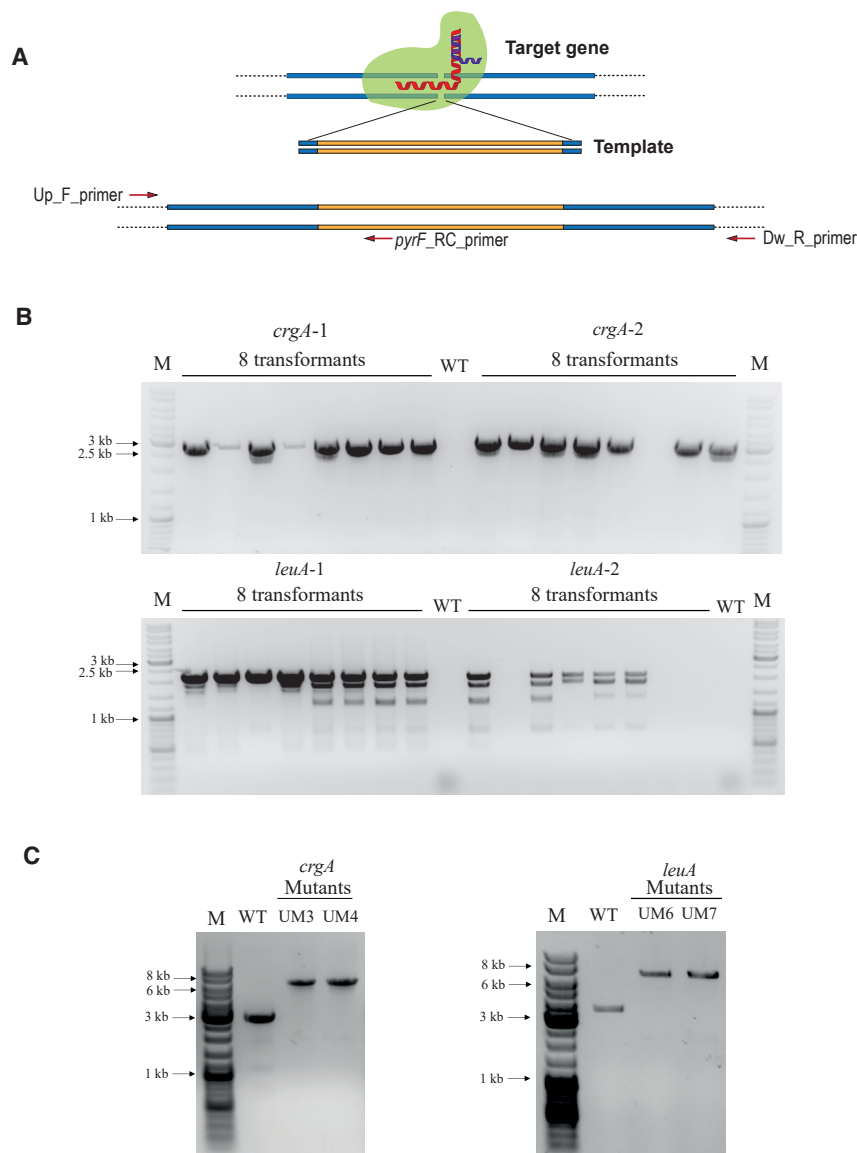 A
Target gene
Template
Up_F_primer
pyrF_RC_primer
Dw_R_primer
B
crgA-1
crgA-2
M
8 transformants
WT
8 transformants
M
3 kb
2.5 kb
1 kb
leuA-1
leuA-2
M
8 transformants
WT
8 transformants
WT
M
3 kb
2.5 kb
1 kb
C
crgA
Mutants
M
WT
UM3
UM4
8 kb
6 kb
3 kb
1 kb
leuA
Mutants
M
WT
UM6
UM7
8 kb
6 kb
3 kb
1 kb